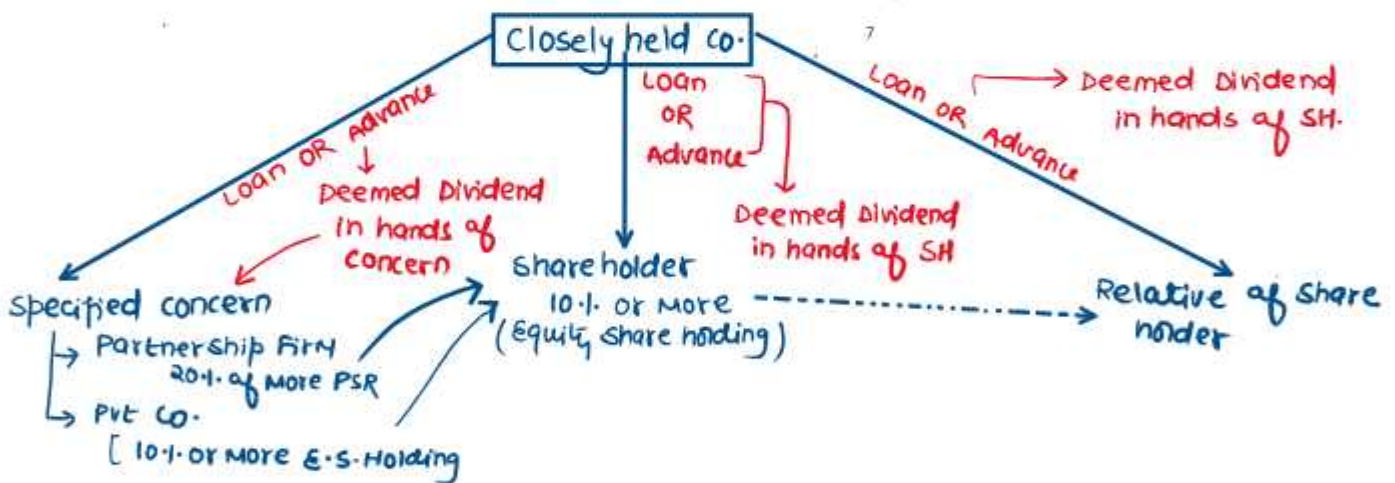 Closely held Co.
7
Loan OR Advance
Deemed Dividend
in hands of
concern
Loan
OR
Advance
Deemed Dividend
in hands of SH
Loan OR Advance
Deemed Dividend
in hands of SH.
Specified concern
Partnership Firm
20% of More PSR
Pvt Co.
[ 10% or More E.S. Holding
Shareholder
10% or More
(Equity Share holding)
Relative of Share
holder